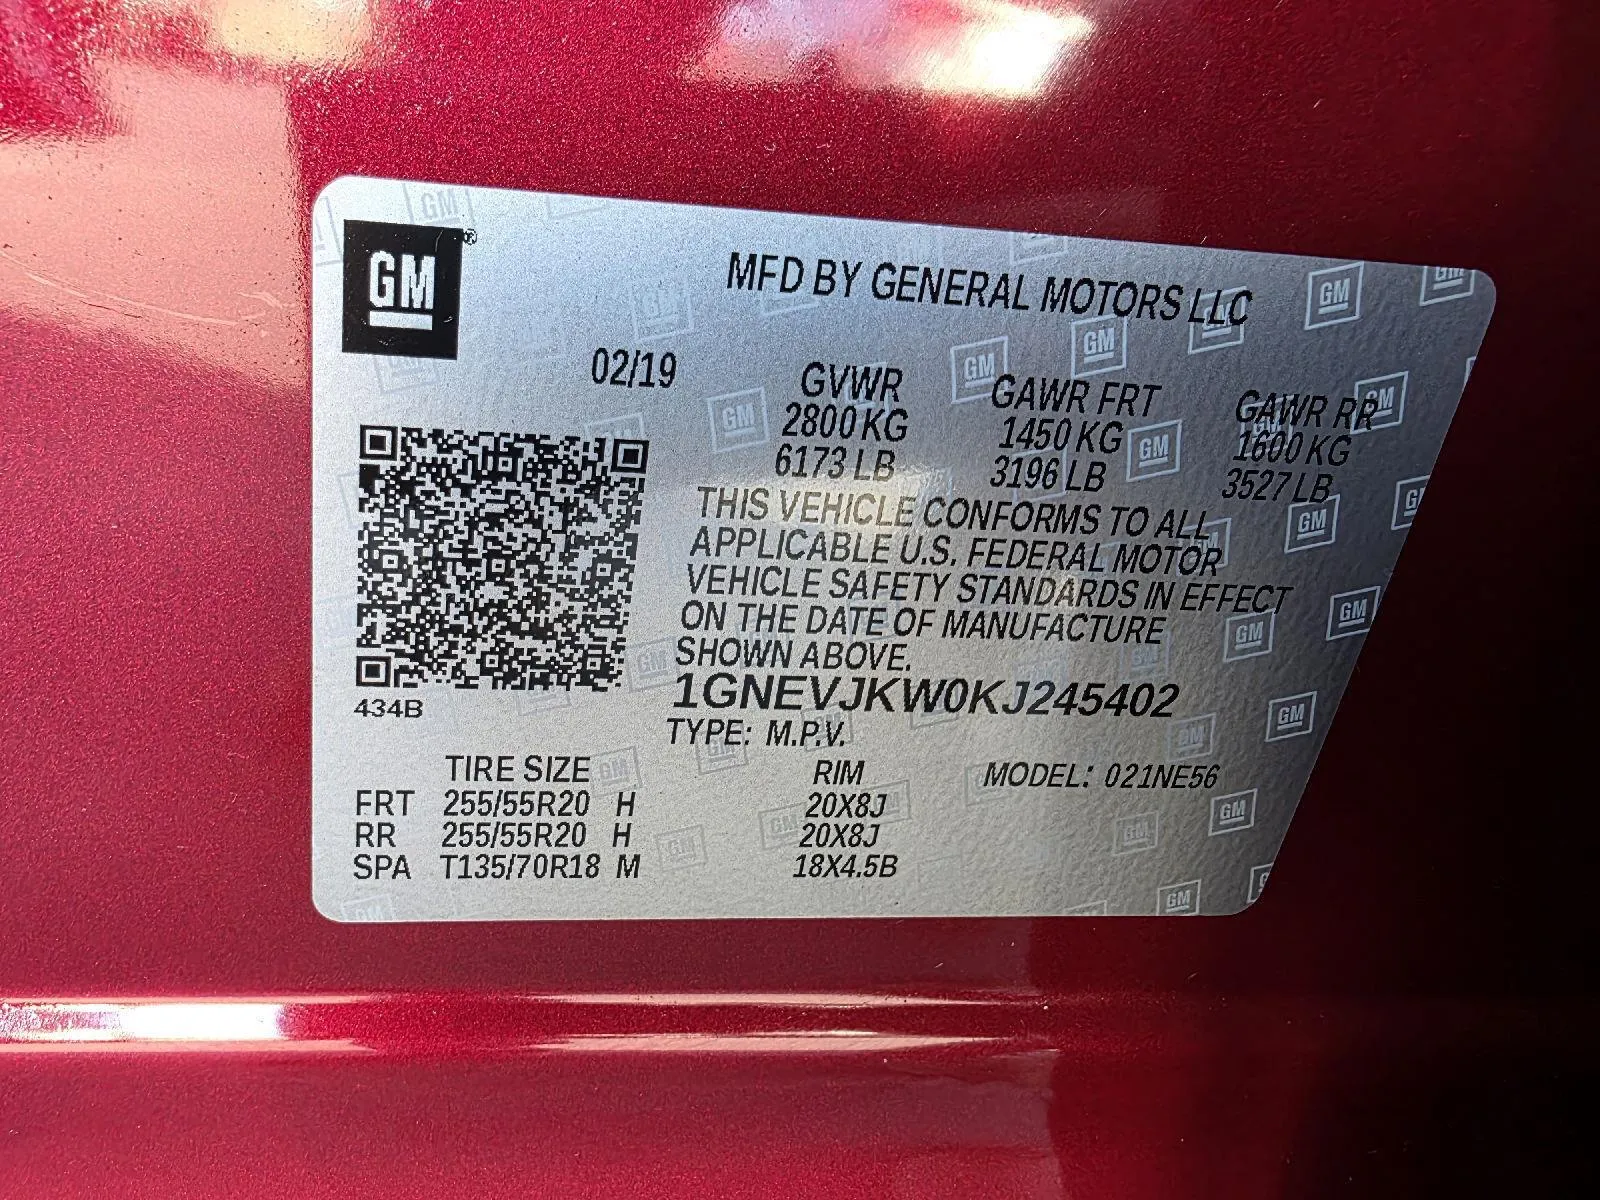 GM ®
MFD BY GENERAL MOTORS LLC
02/19
GVWR GAWR FRT GAWR RR
2800 KG 1450 KG 1600 KG
6173 LB 3196 LB 3527 LB
THIS VEHICLE CONFORMS TO ALL
APPLICABLE U.S. FEDERAL MOTOR
VEHICLE SAFETY STANDARDS IN EFFECT
ON THE DATE OF MANUFACTURE
SHOWN ABOVE.
1GNEVJKW0KJ245402
434B
TYPE: M.P.V.
TIRE SIZE RIM MODEL: 021NE56
FRT 255/55R20 H 20X8J
RR 255/55R20 H 20X8J
SPA T135/70R18 M 18X4.5B